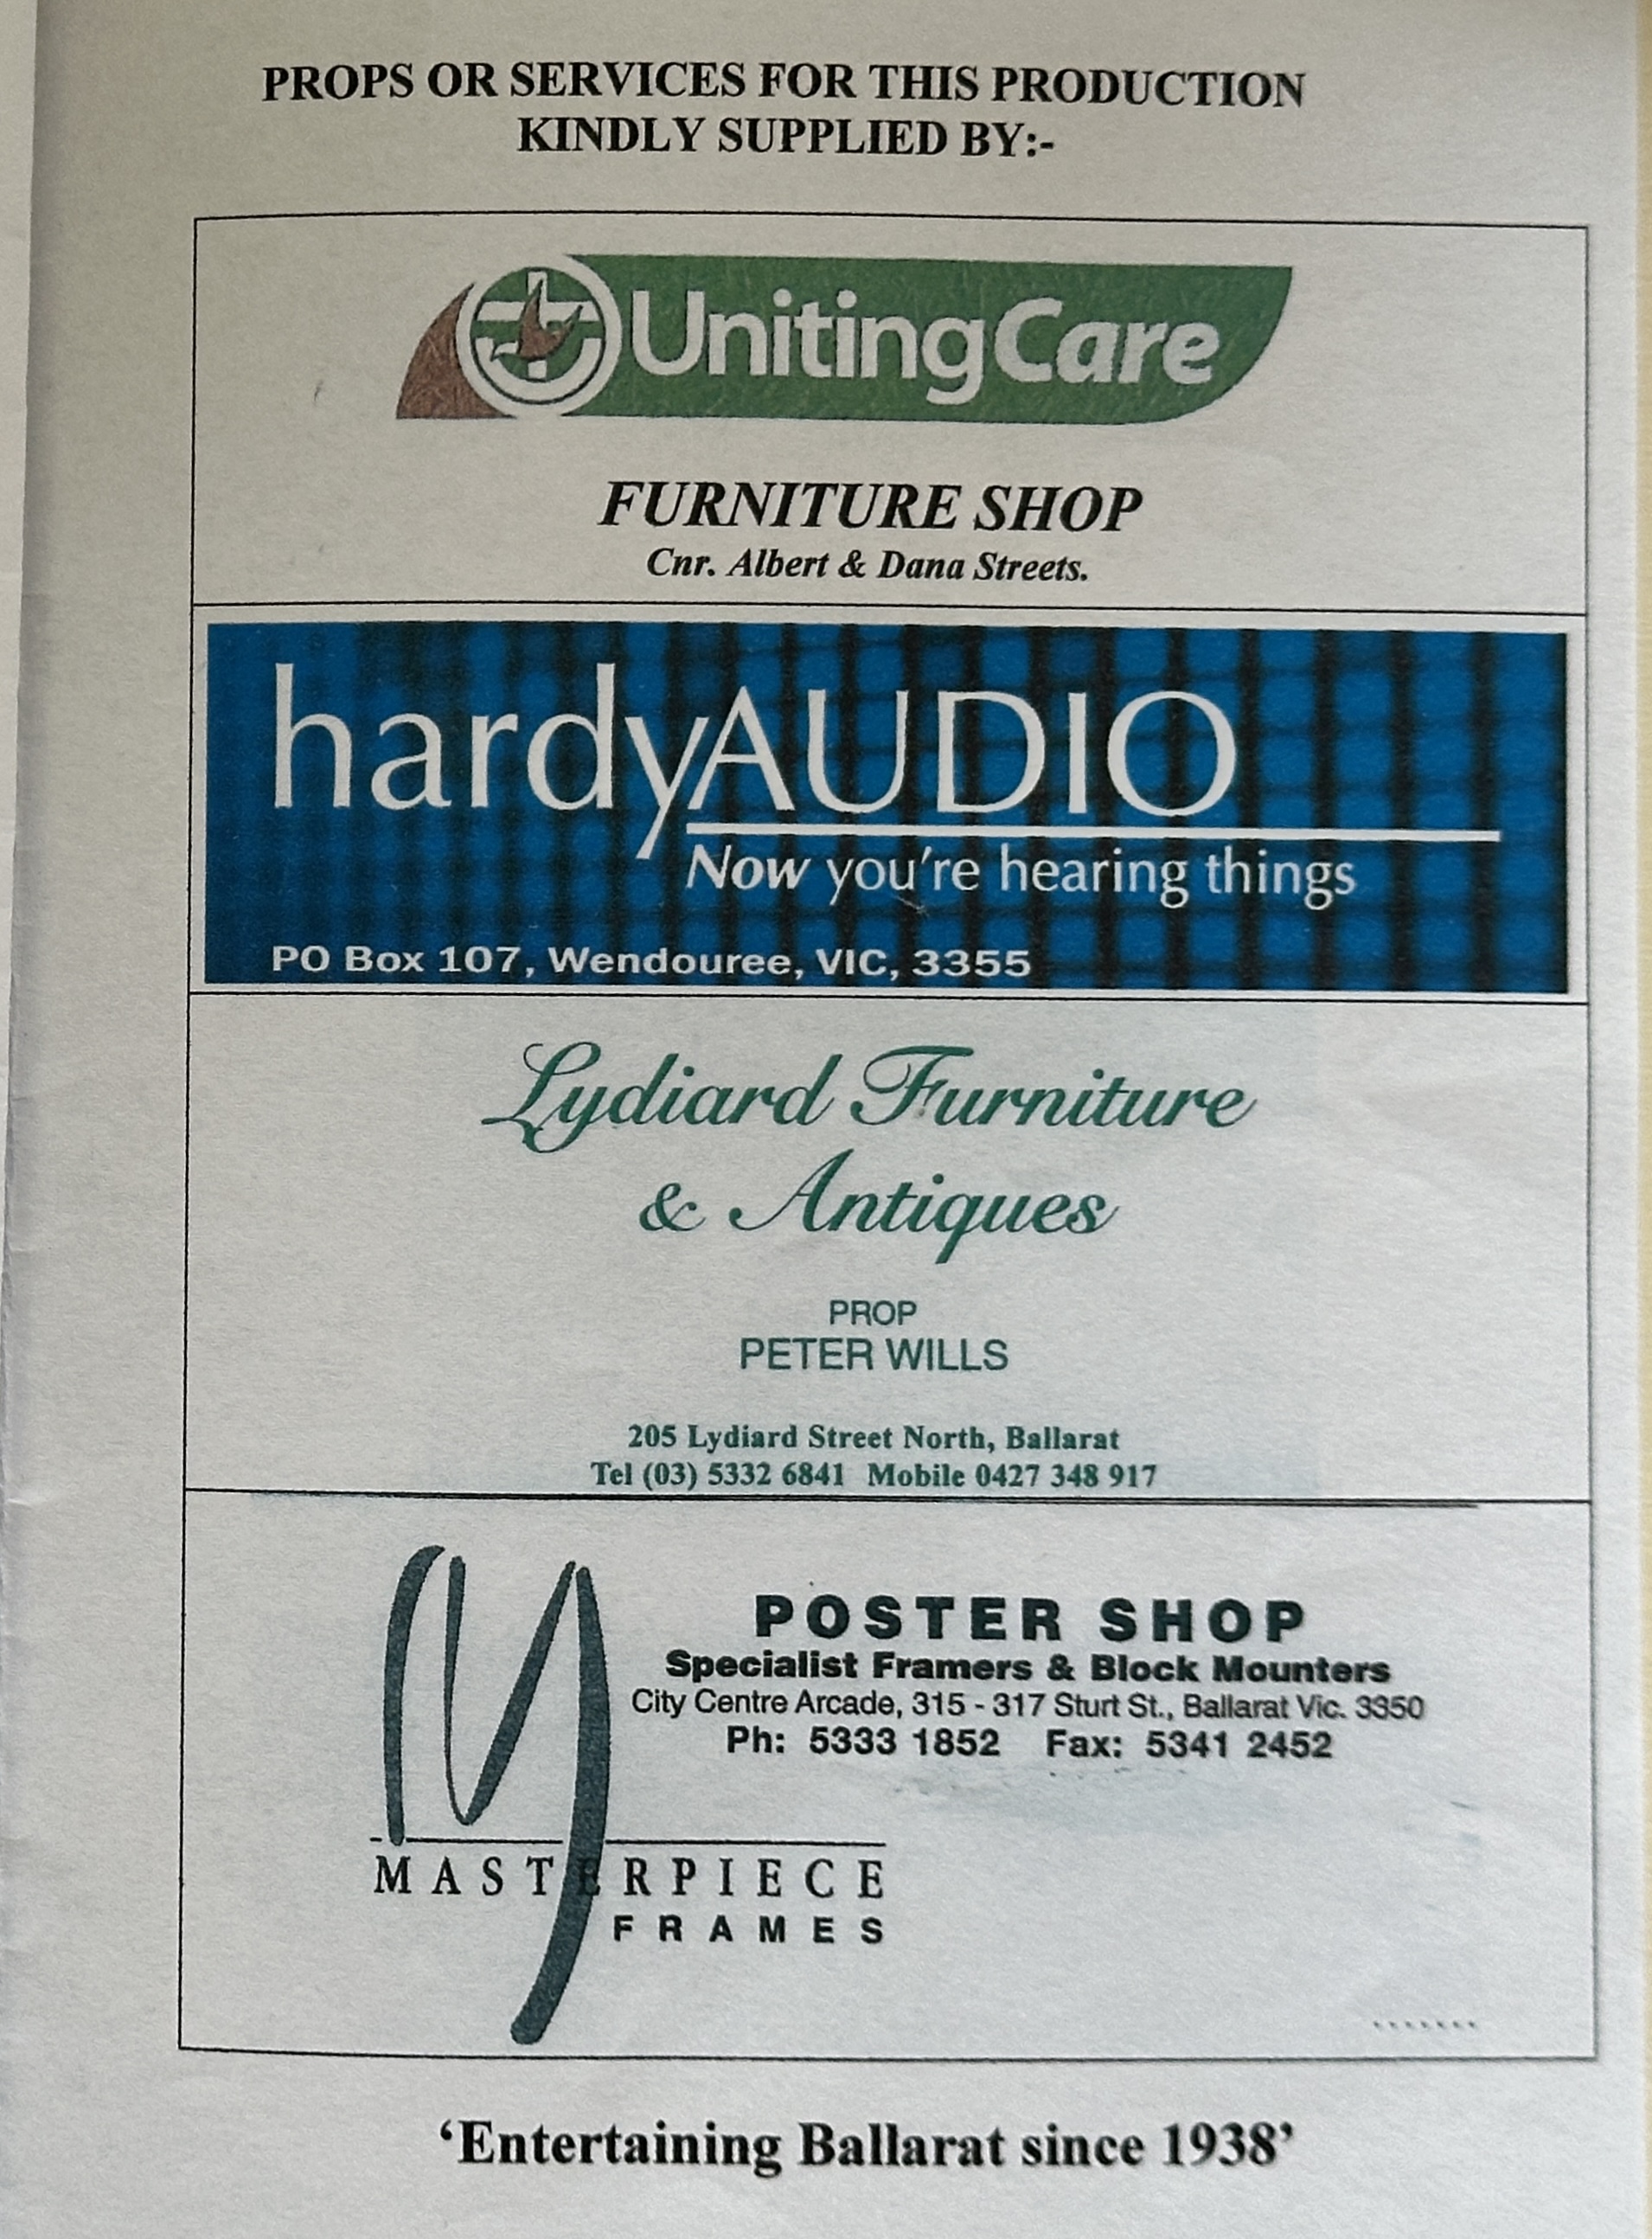 PROPS OR SERVICES FOR THIS PRODUCTION
KINDLY SUPPLIED BY:-
UnitingCare
FURNITURE SHOP
Cnr. Albert & Dana Streets.
hardyAUDIO
Now you're hearing things
PO Box 107, Wendouree, VIC, 3355
Lydiard Furniture
& Antiques
PROP
PETER WILLS
205 Lydiard Street North, Ballarat
Tel (03) 5332 6841 Mobile 0427 348 917
POSTER SHOP
Specialist Framers & Block Mounters
City Centre Arcade, 315 - 317 Sturt St., Ballarat Vic. 3350
Ph: 5333 1852 Fax: 5341 2452
MASTERPIECE
FRAMES
‘Entertaining Ballarat since 1938’